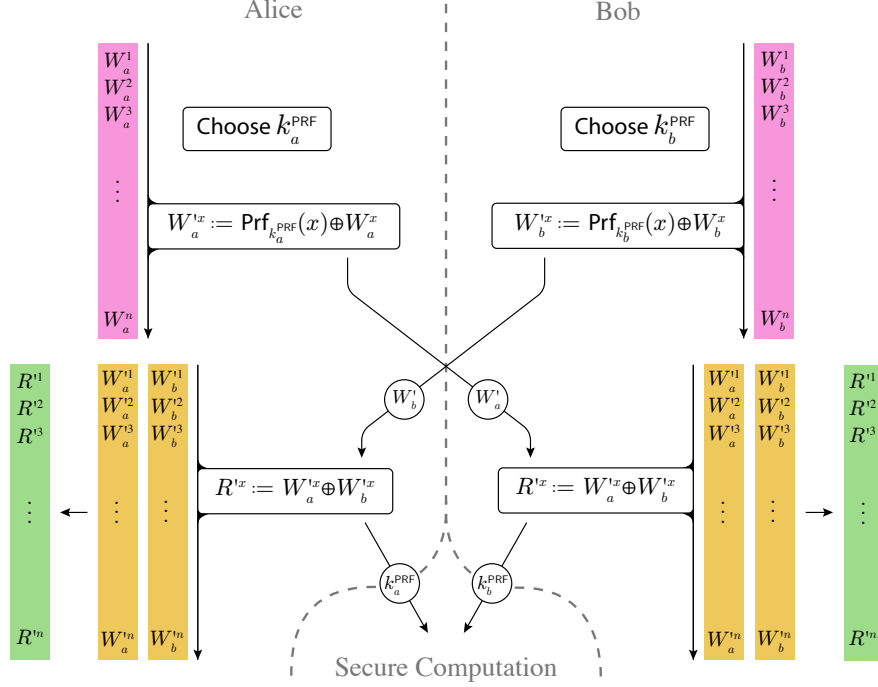 Alice Bob
W_a^1 W_b^1
W_a^2 W_b^2
W_a^3 W_b^3
Choose k_a^PRF Choose k_b^PRF
⋮ ⋮
W'_a^x := Prf_{k_a^PRF}(x)⊕W_a^x W'_b^x := Prf_{k_b^PRF}(x)⊕W_b^x
W_a^n W_b^n
R'^1 W'_a^1 W'_b^1 W'_a^1 W'_b^1 R'^1
R'^2 W'_a^2 W'_b^2 W'_b W'_a W'_a^2 W'_b^2 R'^2
R'^3 W'_a^3 W'_b^3 W'_a^3 W'_b^3 R'^3
R'^x := W'_a^x⊕W'_b^x R'^x := W'_a^x⊕W'_b^x
⋮ ⋮ ⋮ ⋮ ⋮ ⋮
k_a^PRF k_b^PRF
R'^n W'_a^n W'_b^n W'_a^n W'_b^n R'^n
Secure Computation